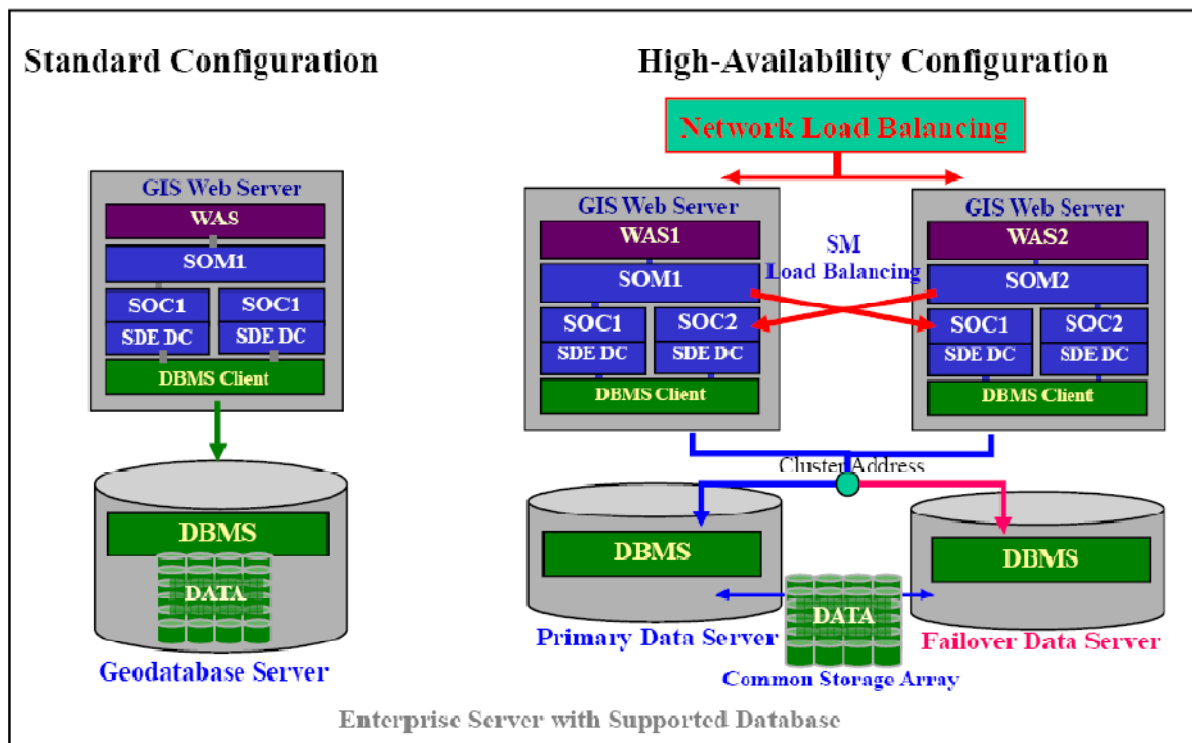 Standard Configuration
GIS Web Server
WAS
SOM1
SOC1
SOC1
SDE DC
SDE DC
DBMS Client
DBMS
DATA
Geodatabase Server
High-Availability Configuration
Network Load Balancing
GIS Web Server
WAS1
SOM1
SOC1
SOC2
SDE DC
SDE DC
DBMS Client
SM
Load Balancing
GIS Web Server
WAS2
SOM2
SOC1
SOC2
SDE DC
SDE DC
DBMS Client
Cluster Address
DBMS
DBMS
DATA
Primary Data Server
Failover Data Server
Common Storage Array
Enterprise Server with Supported Database